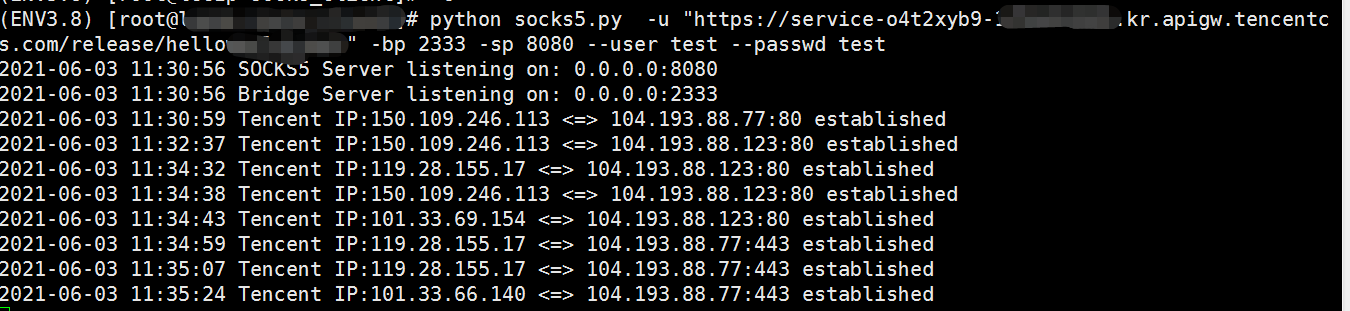 (ENV3.8) [root@l # python socks5.py  -u "https://service-o4t2xyb9-1 .kr.apigw.tencentc
s.com/release/hello " -bp 2333 -sp 8080 --user test --passwd test
2021-06-03 11:30:56 SOCKS5 Server listening on: 0.0.0.0:8080
2021-06-03 11:30:56 Bridge Server listening on: 0.0.0.0:2333
2021-06-03 11:30:59 Tencent IP:150.109.246.113 <=> 104.193.88.77:80 established
2021-06-03 11:32:37 Tencent IP:150.109.246.113 <=> 104.193.88.123:80 established
2021-06-03 11:34:32 Tencent IP:119.28.155.17 <=> 104.193.88.123:80 established
2021-06-03 11:34:38 Tencent IP:150.109.246.113 <=> 104.193.88.123:80 established
2021-06-03 11:34:43 Tencent IP:101.33.69.154 <=> 104.193.88.123:80 established
2021-06-03 11:34:59 Tencent IP:119.28.155.17 <=> 104.193.88.77:443 established
2021-06-03 11:35:07 Tencent IP:119.28.155.17 <=> 104.193.88.77:443 established
2021-06-03 11:35:24 Tencent IP:101.33.66.140 <=> 104.193.88.77:443 established